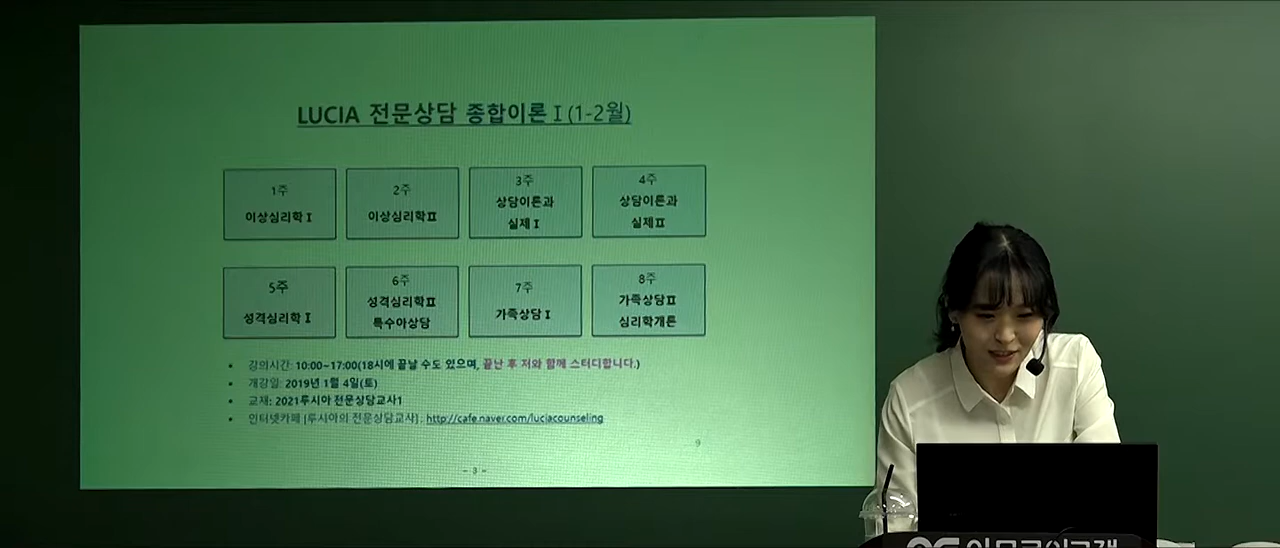 LUCIA 전문상담 종합이론 I (1-2월)
1주
이상심리학 I
2주
이상심리학 II
3주
상담이론과
실제 I
4주
상담이론과
실제 II
5주
성격심리학 I
6주
성격심리학 II
특수아상담
7주
가족상담 I
8주
가족상담 II
심리학개론
• 강의시간: 10:00~17:00(18시에 끝날 수도 있으며, 끝난 후 저와 함께 스터디합니다.)
• 개강일: 2019년 1월 4일(토)
• 교재: 2021루시아 전문상담교사1
• 인터넷카페 [루시아의 전문상담교사] : http://cafe.naver.com/luciacounseling
9
- 3 -